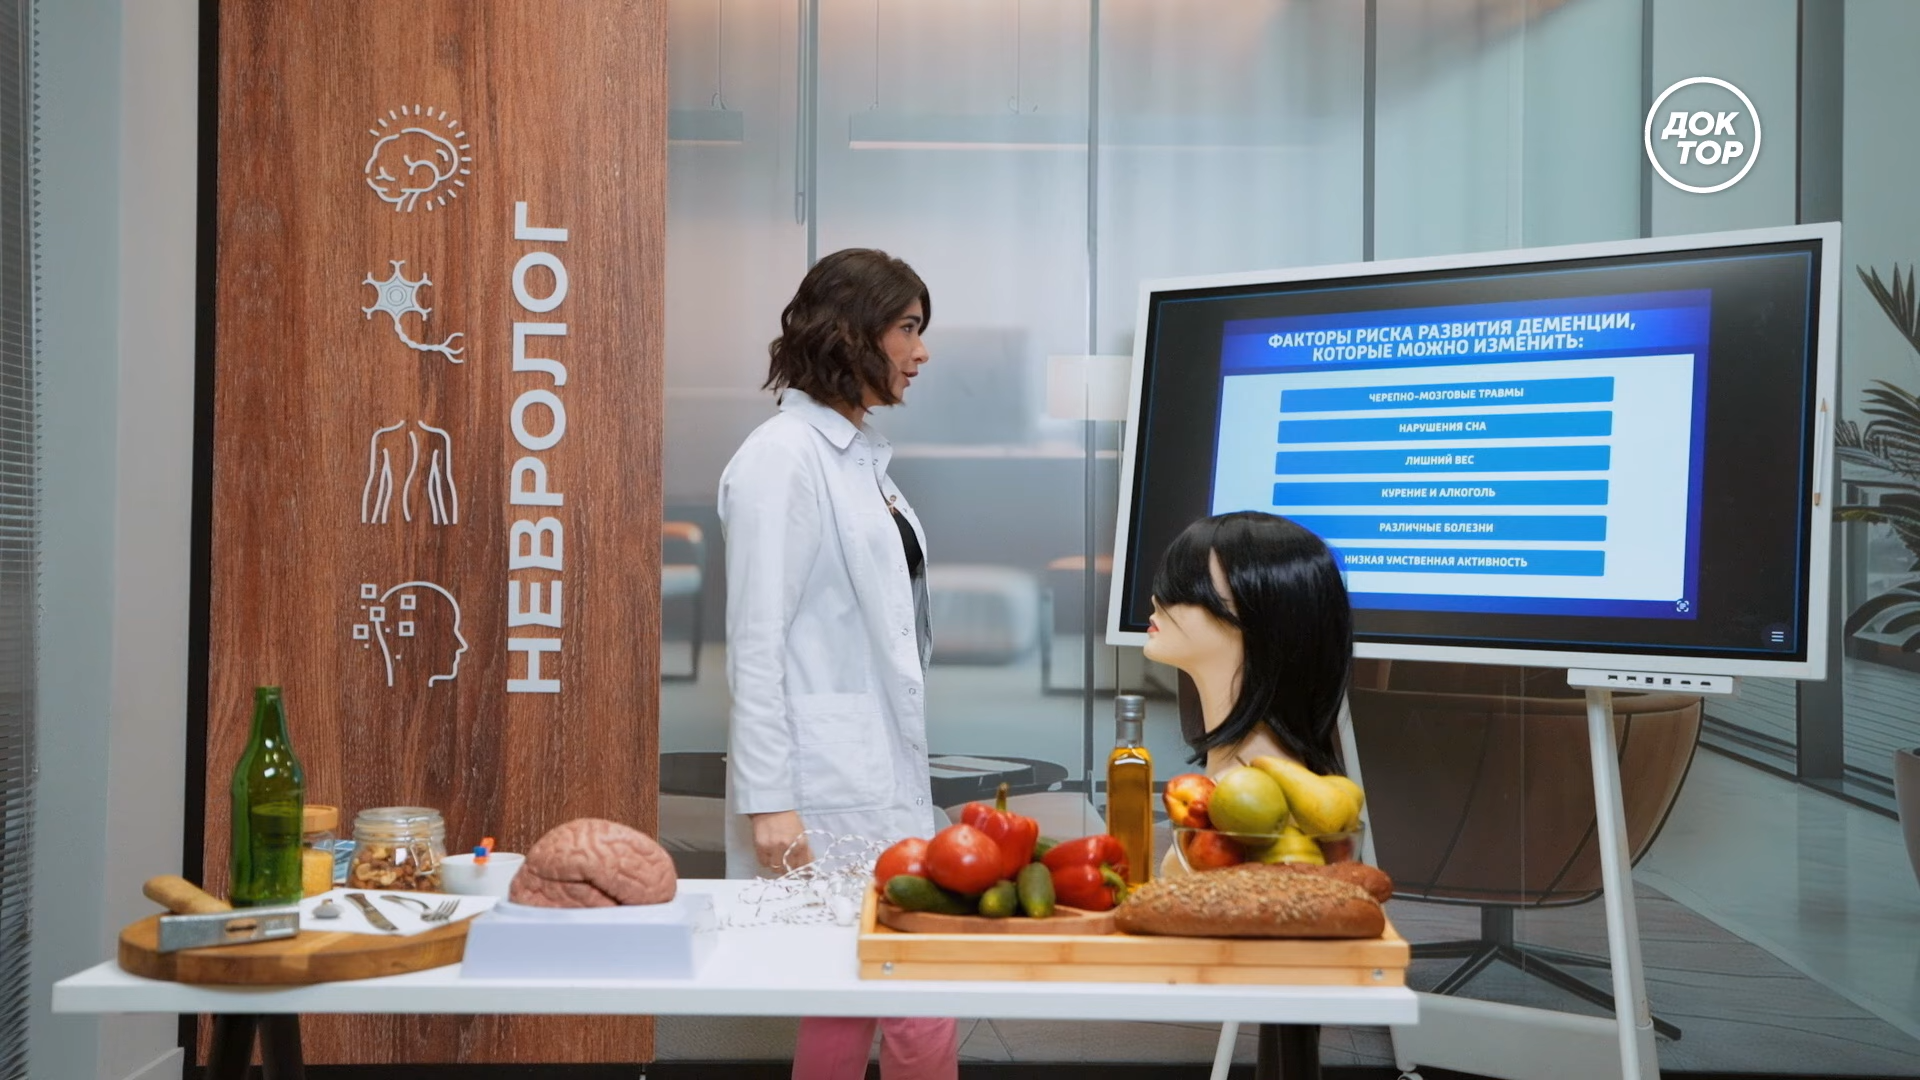 ДОК
ТОР
НЕВРОЛОГ
ФАКТОРЫ РИСКА РАЗВИТИЯ ДЕМЕНЦИИ,
КОТОРЫЕ МОЖНО ИЗМЕНИТЬ:
ЧЕРЕПНО-МОЗГОВЫЕ ТРАВМЫ
НАРУШЕНИЯ СНА
ЛИШНИЙ ВЕС
КУРЕНИЕ И АЛКОГОЛЬ
РАЗЛИЧНЫЕ БОЛЕЗНИ
НИЗКАЯ УМСТВЕННАЯ АКТИВНОСТЬ